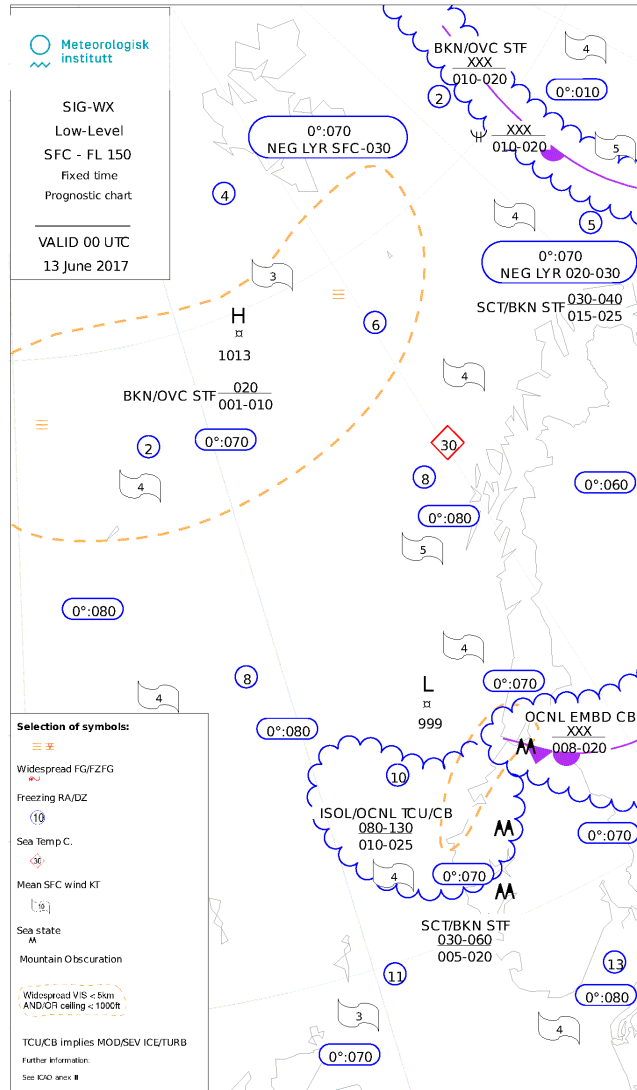 Meteorologisk
institutt
SIG-WX
Low-Level
SFC - FL 150
Fixed time
Prognostic chart
VALID 00 UTC
13 June 2017
BKN/OVC STF
XXX
010-020
4
0°:010
2
XXX
010-020
5
0°:070
NEG LYR SFC-030
4
4
5
0°:070
NEG LYR 020-030
3
SCT/BKN STF 030-040
015-025
H
1013
6
4
BKN/OVC STF 020
001-010
0°:070
2
30
8
4
0°:060
0°:080
5
0°:080
4
8
0°:070
L
999
4
0°:080
OCNL EMBD CB
XXX
008-020
10
ISOL/OCNL TCU/CB
080-130
010-025
0°:070
4
0°:070
SCT/BKN STF
030-060
005-020
11
13
0°:080
3
4
0°:070
Selection of symbols:
Widespread FG/FZFG
Freezing RA/DZ
10
Sea Temp C.
30
Mean SFC wind KT
10
Sea state
Mountain Obscuration
Widespread VIS < 5km
AND/OR ceiling < 1000ft
TCU/CB implies MOD/SEV ICE/TURB
Further information:
See ICAO anex II